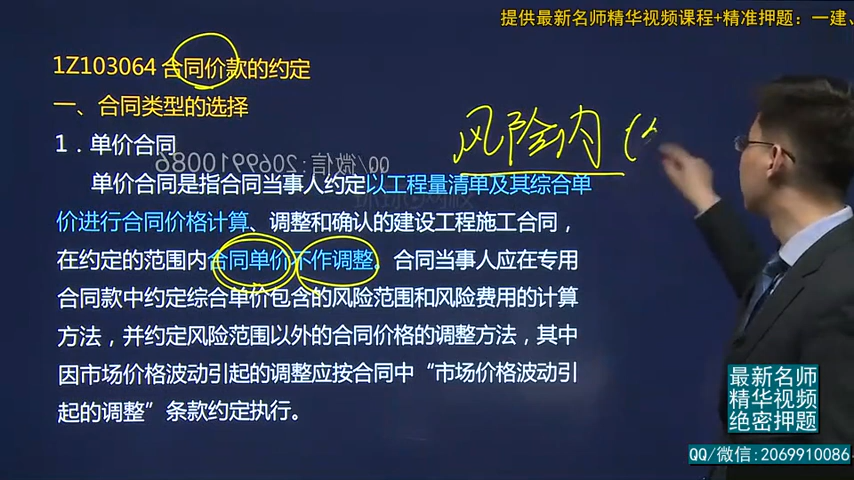 提供最新名师精华视频课程+精准押题：一建、
1Z103064 合同价款的约定
一、合同类型的选择
风险内
1．单价合同
QQ/微信:2069910086
单价合同是指合同当事人约定以工程量清单及其综合单
价进行合同价格计算、调整和确认的建设工程施工合同，
在约定的范围内合同单价不作调整。合同当事人应在专用
合同款中约定综合单价包含的风险范围和风险费用的计算
方法，并约定风险范围以外的合同价格的调整方法，其中
因市场价格波动引起的调整应按合同中“市场价格波动引
起的调整”条款约定执行。
最新名师
精华视频
绝密押题
QQ/微信:2069910086